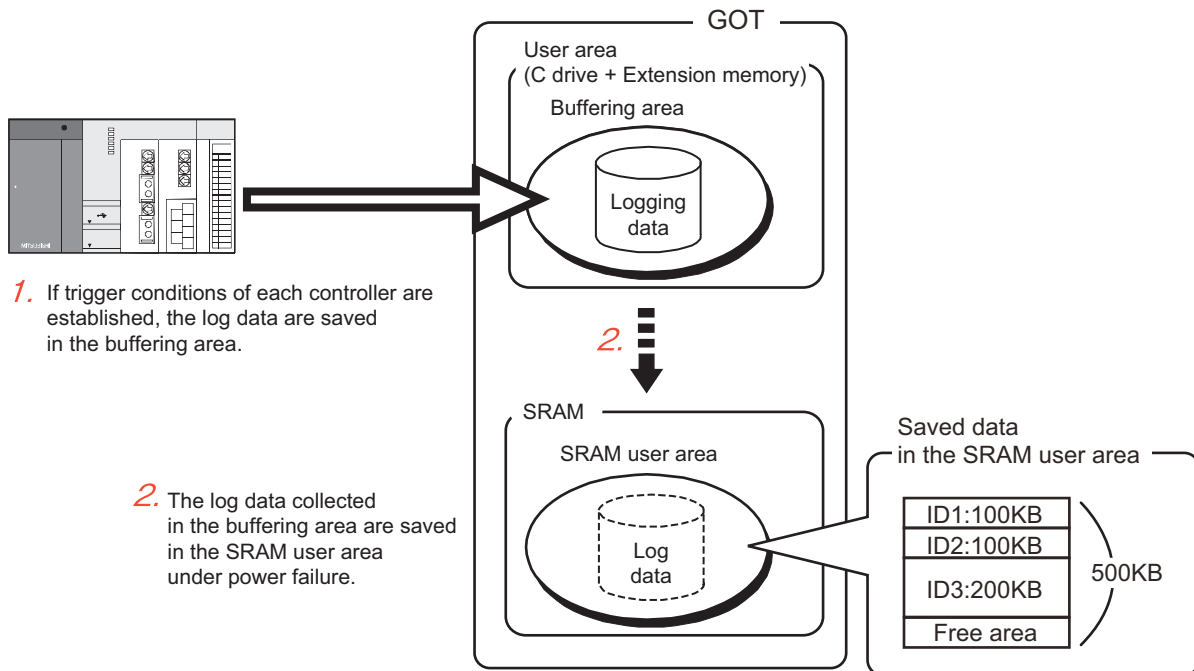 GOT
User area
(C drive + Extension memory)
Buffering area
Logging
data
MITSUBISHI
1. If trigger conditions of each controller are
established, the log data are saved
in the buffering area.
2.
SRAM
SRAM user area
Log
data
2. The log data collected
in the buffering area are saved
in the SRAM user area
under power failure.
Saved data
in the SRAM user area
ID1:100KB
ID2:100KB
ID3:200KB
Free area
500KB